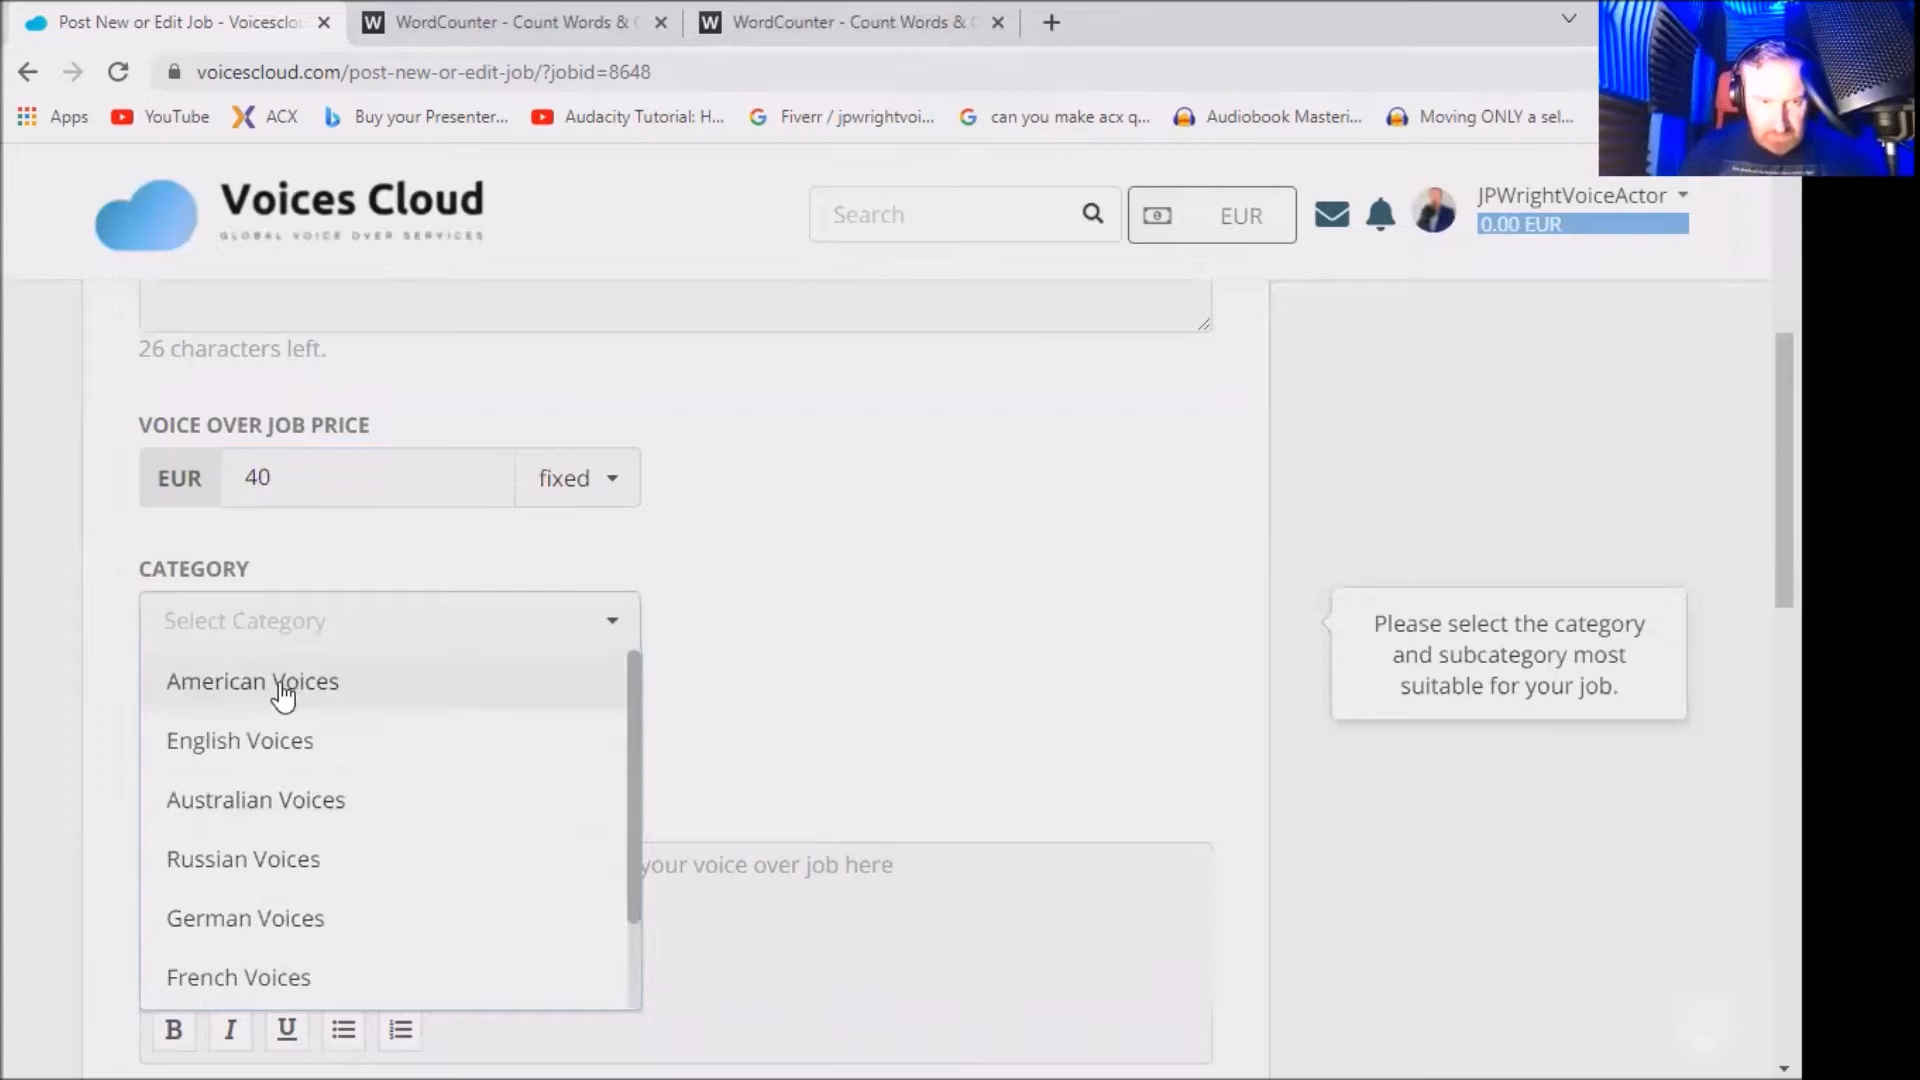 Post New or Edit Job - Voicesclou
WordCounter - Count Words & C
WordCounter - Count Words & C
voicescloud.com/post-new-or-edit-job/?jobid=8648
Apps
YouTube
ACX
Buy your Presenter...
Audacity Tutorial: H...
Fiverr / jpwrightvoi...
can you make acx q...
Audiobook Masteri...
Moving ONLY a sel...
Voices Cloud
GLOBAL VOICE OVER SERVICES
Search
EUR
JPWrightVoiceActor
0.00 EUR
26 characters left.
VOICE OVER JOB PRICE
EUR 40 fixed
CATEGORY
Select Category
American Voices
English Voices
Australian Voices
Russian Voices
German Voices
French Voices
your voice over job here
B I U
Please select the category
and subcategory most
suitable for your job.